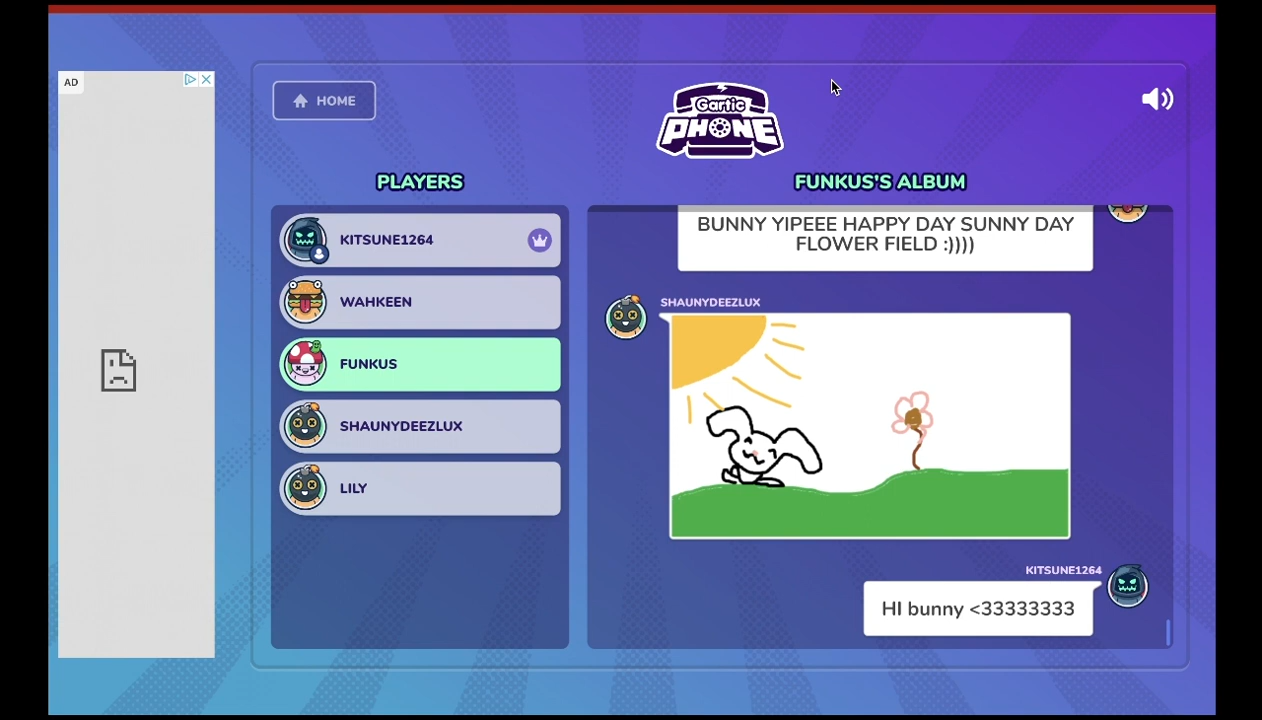 AD
HOME
Gartic
PHONE
PLAYERS
KITSUNE1264
WAHKEEN
FUNKUS
SHAUNYDEEZLUX
LILY
FUNKUS'S ALBUM
BUNNY YIPEEE HAPPY DAY SUNNY DAY
FLOWER FIELD :))))
SHAUNYDEEZLUX
KITSUNE1264
HI bunny <33333333